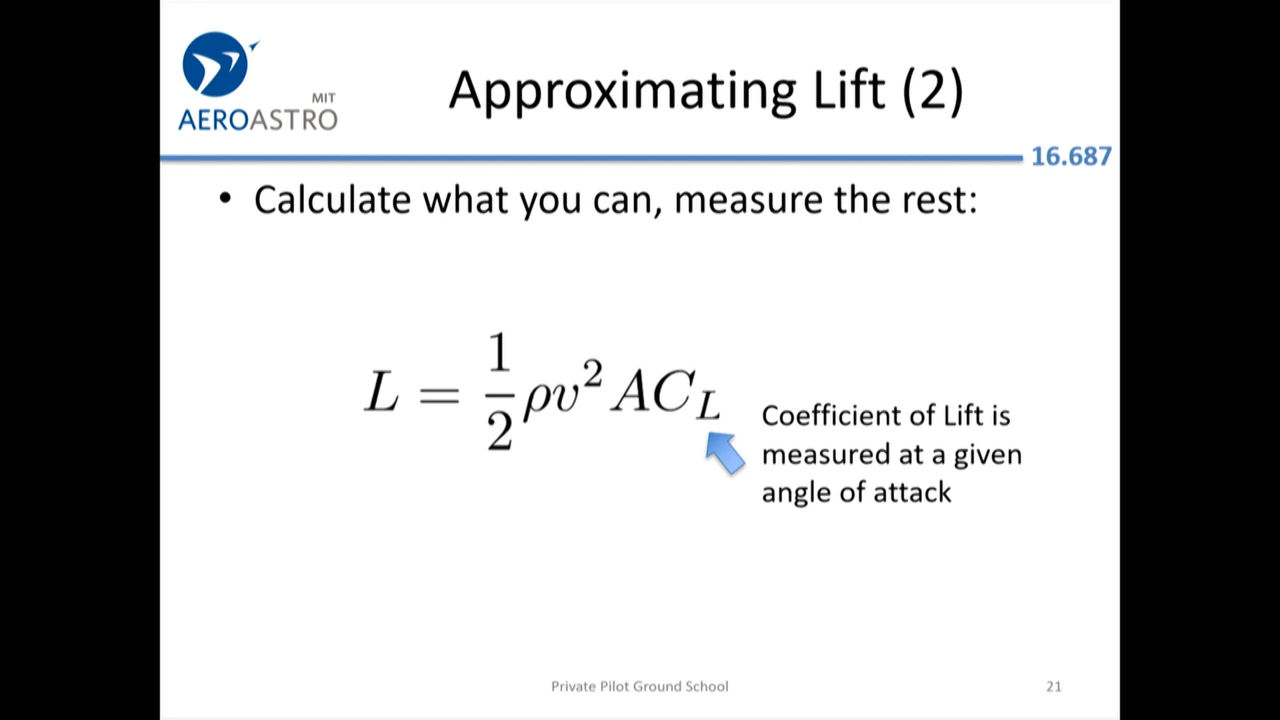 MIT
AEROASTRO
Approximating Lift (2)
16.687
• Calculate what you can, measure the rest:
L = \frac{1}{2} ρv² AC_L
Coefficient of Lift is
measured at a given
angle of attack
Private Pilot Ground School
21